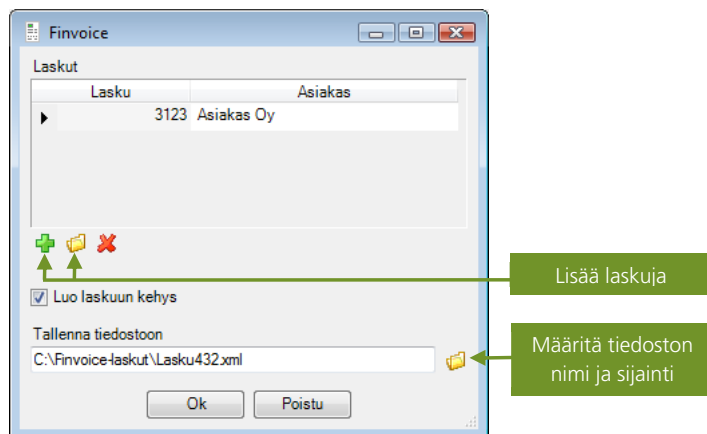 Finvoice
Laskut
Lasku Asiakas
3123 Asiakas Oy
Lisää laskuja
Luo laskuun kehys
Tallenna tiedostoon
C:\Finvoice-laskut\Lasku432.xml
Määritä tiedoston
nimi ja sijainti
Ok Poistu